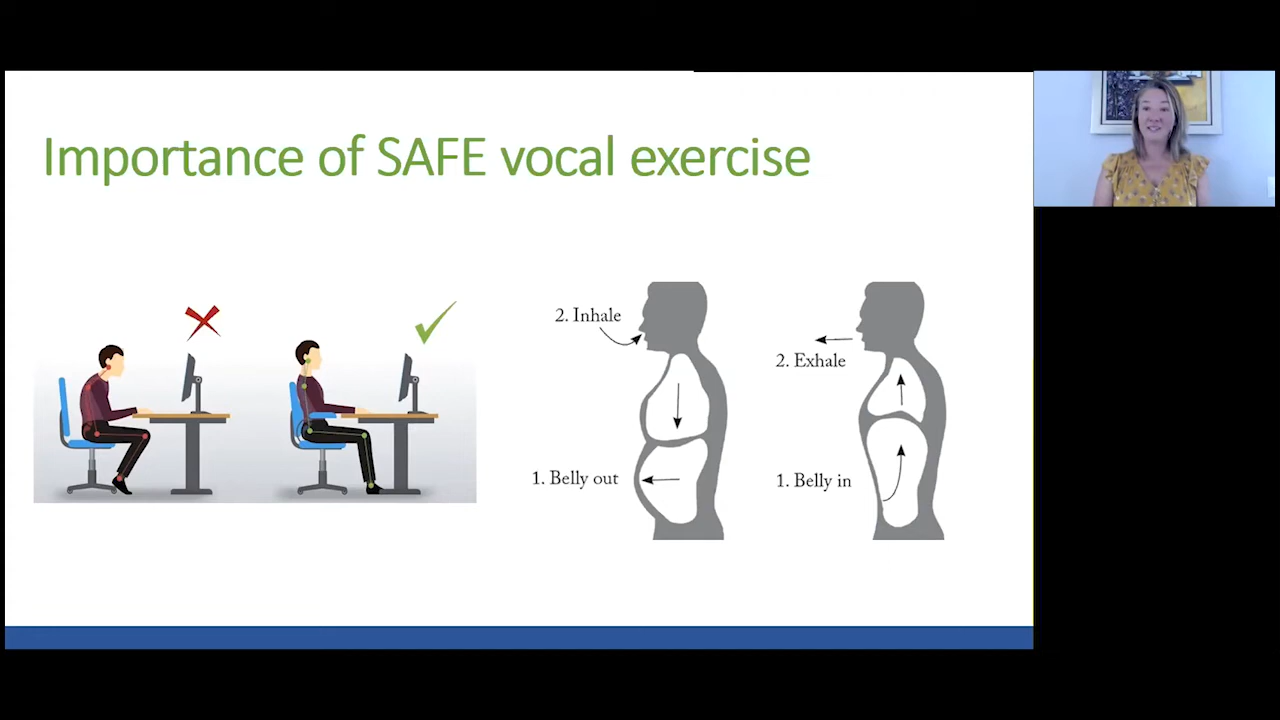 Importance of SAFE vocal exercise
2. Inhale
1. Belly out
2. Exhale
1. Belly in